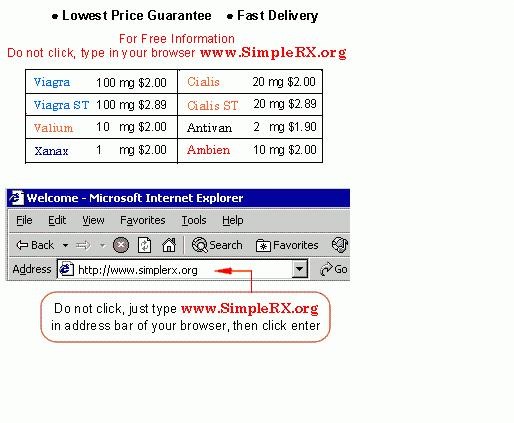 ● Lowest Price Guarantee ● Fast Delivery
For Free Information
Do not click, type in your browser www.SimpleRX.org
Viagra 100 mg $2.00 Cialis 20 mg $2.00
Viagra ST 100 mg $2.89 Cialis ST 20 mg $2.89
Valium 10 mg $2.00 Antivan 2 mg $1.90
Xanax 1 mg $2.00 Ambien 10 mg $2.00
Welcome - Microsoft Internet Explorer
File Edit View Favorites Tools Help
Back Search Favorites
Address http://www.simplerx.org Go
Do not click, just type www.SimpleRX.org
in address bar of your browser, then click enter